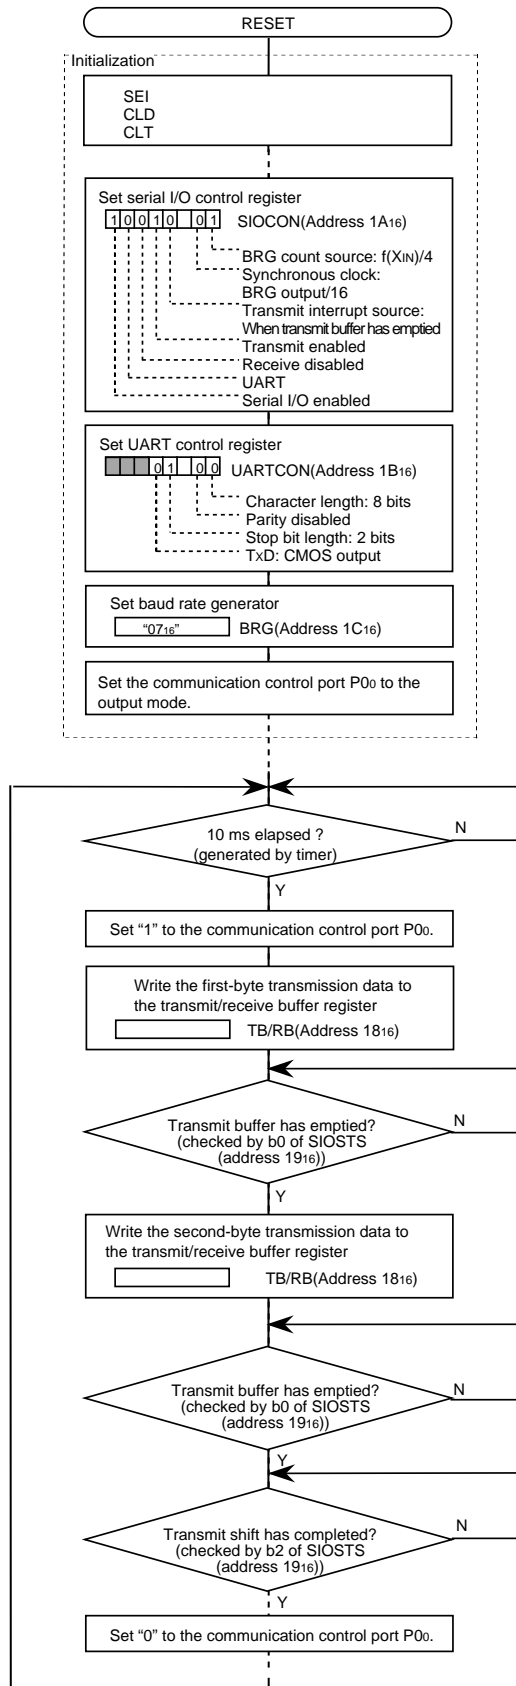 RESET
Initialization
SEI
CLD
CLT
Set serial I/O control register
1 0 0 1 0 0 1
SIOCON(Address 1A16)
BRG count source: f(XIN)/4
Synchronous clock:
BRG output/16
Transmit interrupt source:
When transmit buffer has emptied
Transmit enabled
Receive disabled
UART
Serial I/O enabled
Set UART control register
0 1 0 0
UARTCON(Address 1B16)
Character length: 8 bits
Parity disabled
Stop bit length: 2 bits
TxD: CMOS output
Set baud rate generator
“0716” BRG(Address 1C16)
Set the communication control port P00 to the
output mode.
10 ms elapsed ?
(generated by timer)
N
Y
Set “1” to the communication control port P00.
Write the first-byte transmission data to
the transmit/receive buffer register
TB/RB(Address 1816)
Transmit buffer has emptied?
(checked by b0 of SIOSTS
(address 1916))
N
Y
Write the second-byte transmission data to
the transmit/receive buffer register
TB/RB(Address 1816)
Transmit buffer has emptied?
(checked by b0 of SIOSTS
(address 1916))
N
Y
Transmit shift has completed?
(checked by b2 of SIOSTS
(address 1916))
N
Y
Set “0” to the communication control port P00.